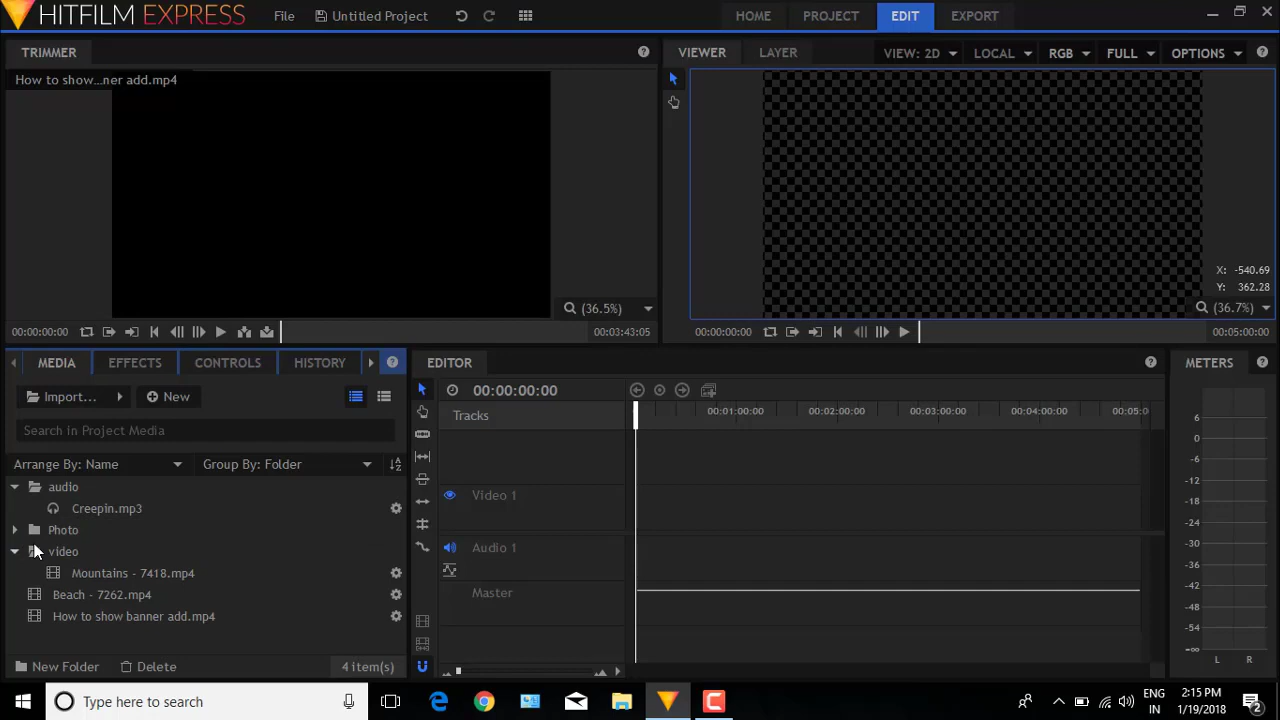 HITFILM EXPRESS File Untitled Project HOME PROJECT EDIT EXPORT
TRIMMER
VIEWER LAYER VIEW: 2D LOCAL RGB FULL OPTIONS
How to show...ner add.mp4
X: -540.69
Y: 362.28
(36.5%)
(36.7%)
00:00:00:00 00:03:43:05
00:00:00:00 00:05:00:00
MEDIA EFFECTS CONTROLS HISTORY
EDITOR
METERS
Import... New
00:00:00:00
Tracks
00:01:00:00 00:02:00:00 00:03:00:00 00:04:00:00 00:05:0
Search in Project Media
Arrange By: Name Group By: Folder
audio
Creepin.mp3
Photo
video
Mountains - 7418.mp4
Beach - 7262.mp4
How to show banner add.mp4
New Folder Delete 4 item(s)
Video 1
Audio 1
Master
6
0
-6
-12
-18
-24
-30
-36
-42
-48
-54
-∞
L R
Type here to search
ENG
IN
2:15 PM
1/19/2018
2